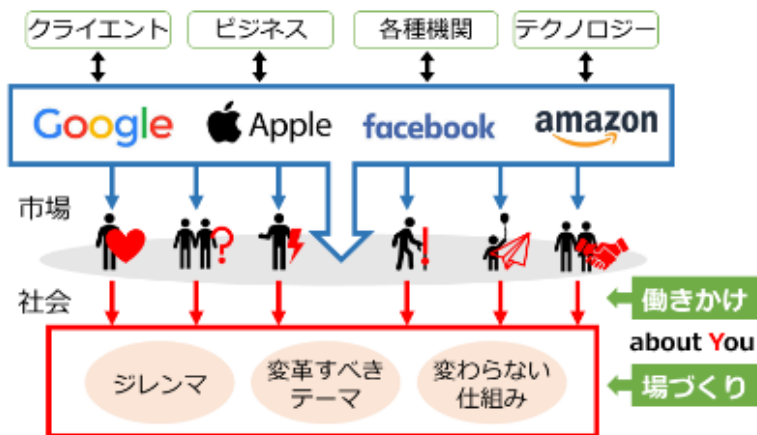 クライエント
ビジネス
各種機関
テクノロジー
Google
Apple
facebook
amazon
市場
社会
働きかけ
about You
場づくり
ジレンマ
変革すべき
テーマ
変わらない
仕組み